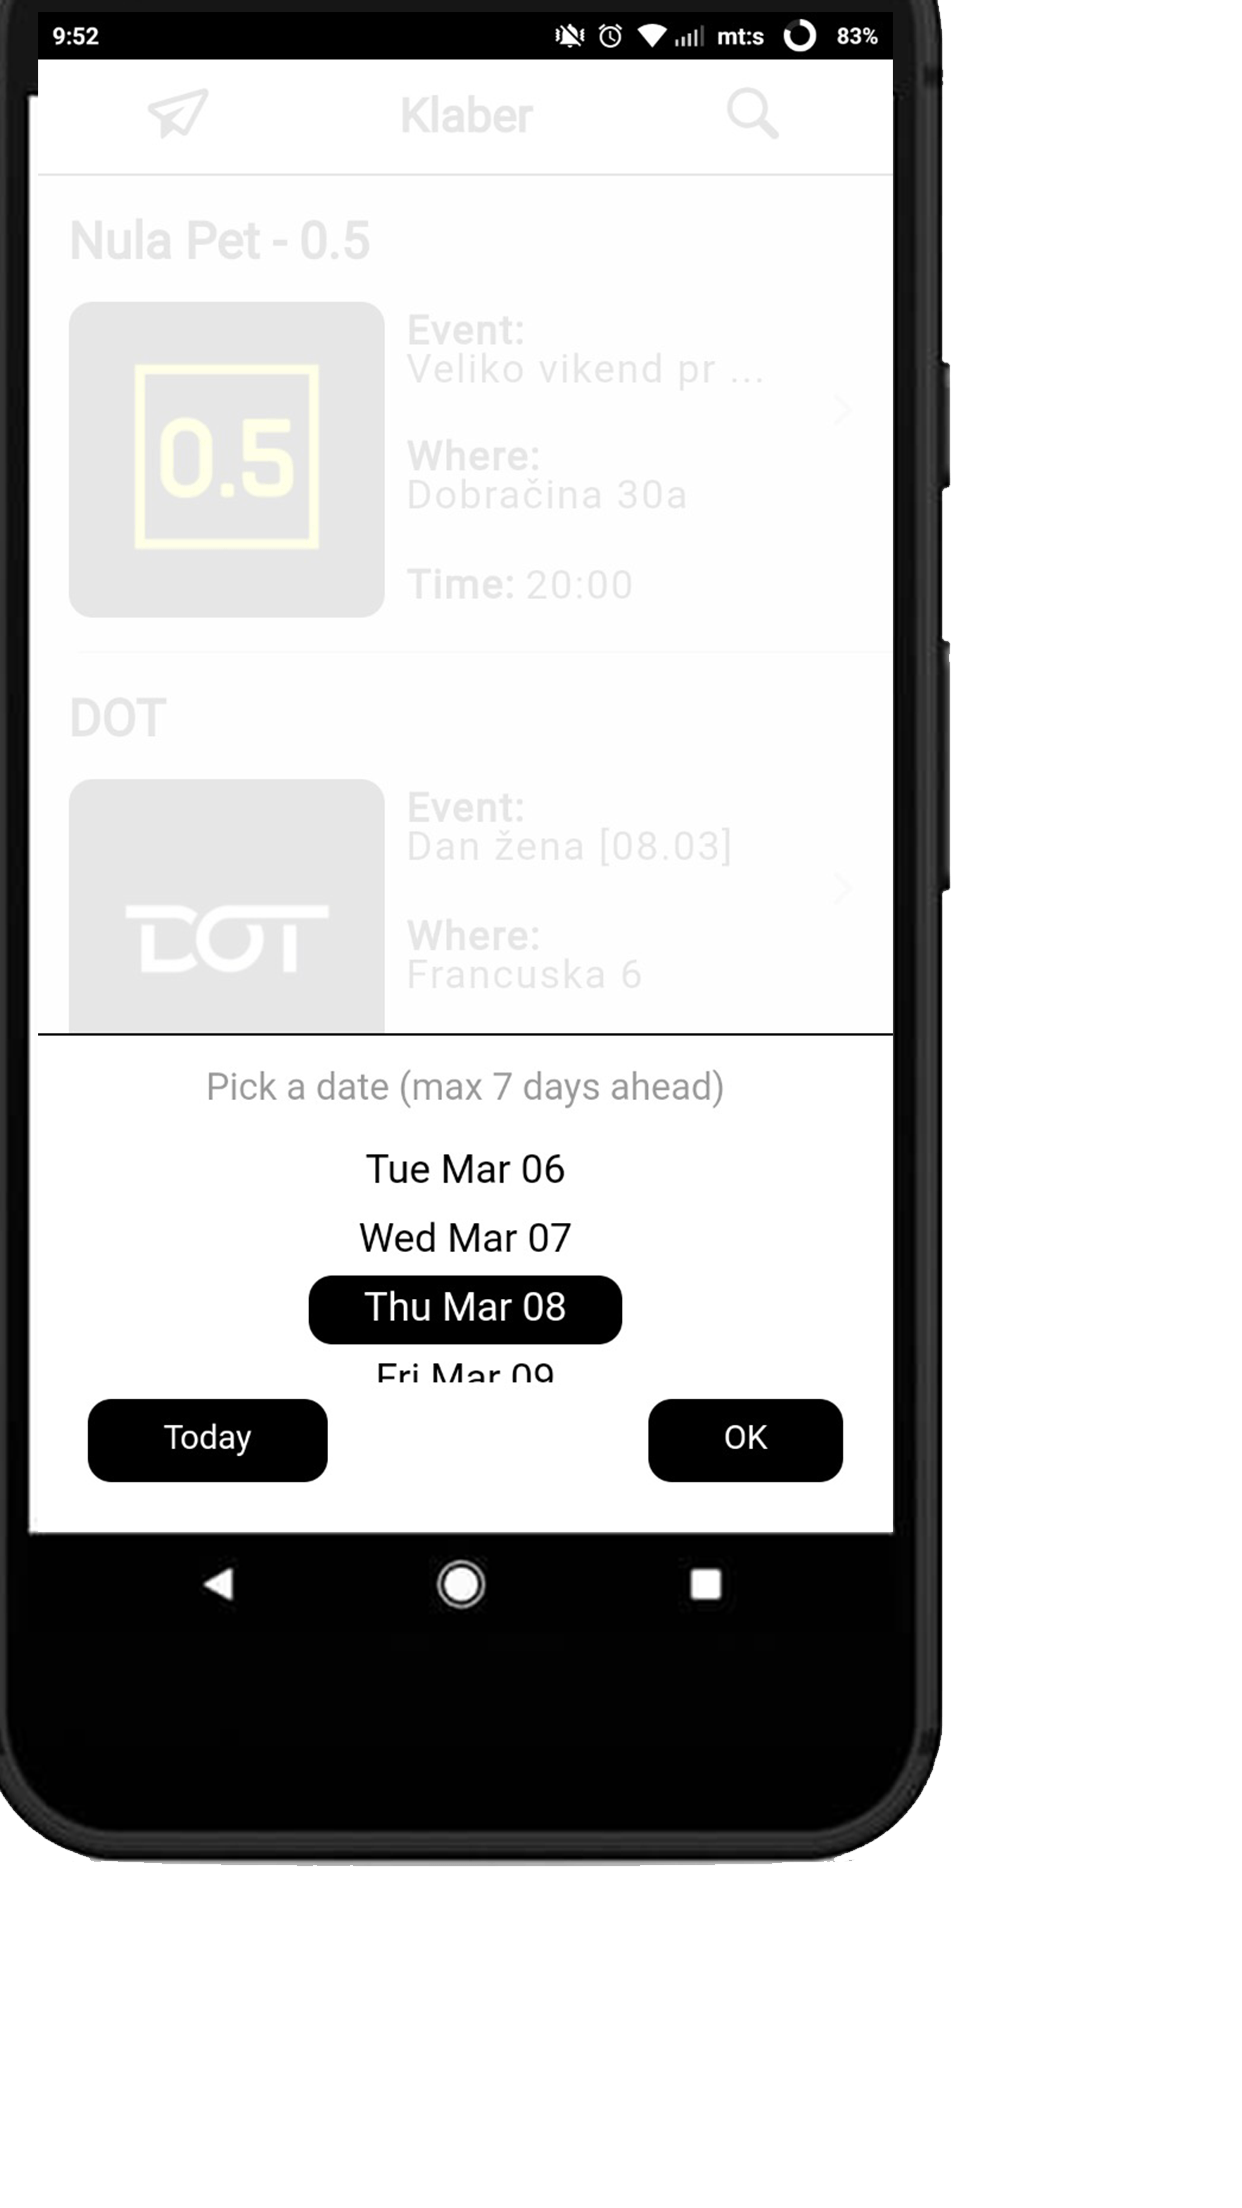 9:52 mt:s 83%
Klaber
Nula Pet - 0.5
0.5
Event:
Veliko vikend pr ...
Where:
Dobračina 30a
Time: 20:00
DOT
DOT
Event:
Dan žena [08.03]
Where:
Francuska 6
Pick a date (max 7 days ahead)
Tue Mar 06
Wed Mar 07
Thu Mar 08
Fri Mar 09
Today OK